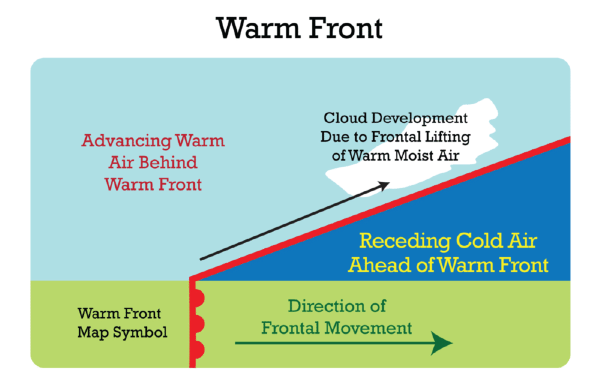 Warm Front
Cloud Development
Due to Frontal Lifting
of Warm Moist Air
Advancing Warm
Air Behind
Warm Front
Receding Cold Air
Ahead of Warm Front
Warm Front
Map Symbol
Direction of
Frontal Movement